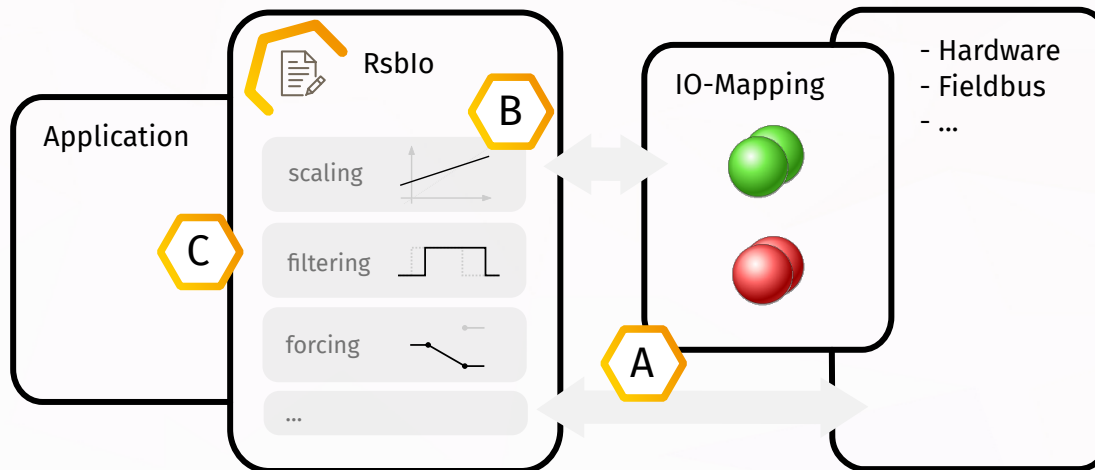 Application
RsbIo
B
scaling
C
filtering
forcing
...
IO-Mapping
A
- Hardware
- Fieldbus
- ...